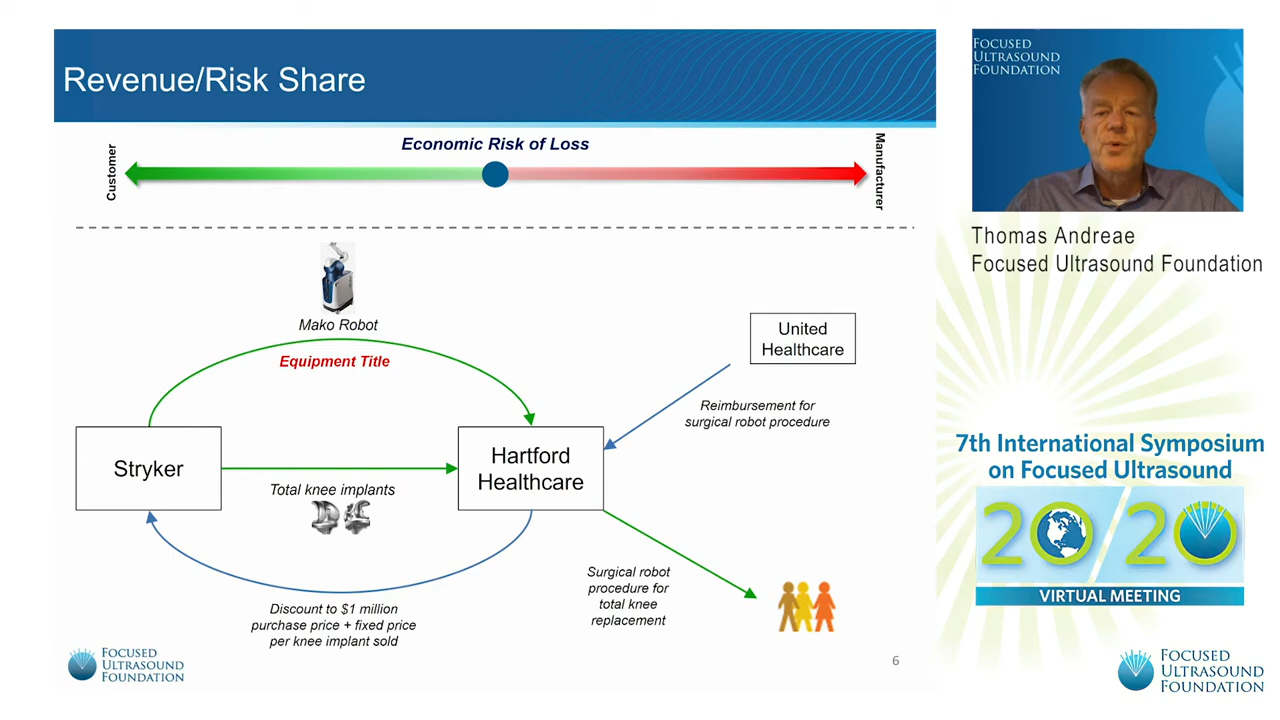 Revenue/Risk Share
Economic Risk of Loss
Customer
Manufacturer
Mako Robot
Equipment Title
United
Healthcare
Reimbursement for
surgical robot procedure
Stryker
Hartford
Healthcare
Total knee implants
Surgical robot
procedure for
total knee
replacement
Discount to $1 million
purchase price + fixed price
per knee implant sold
FOCUSED
ULTRASOUND
FOUNDATION
6
FOCUSED
ULTRASOUND
FOUNDATION
Thomas Andreae
Focused Ultrasound Foundation
7th International Symposium
on Focused Ultrasound
20/20
VIRTUAL MEETING
FOCUSED
ULTRASOUND
FOUNDATION